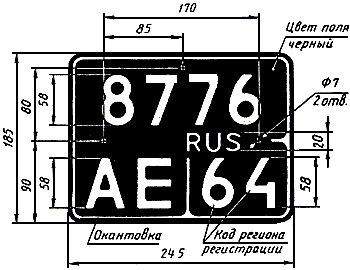 170
85
Цвет поля
черный
8776
Ф7
2 отв.
185
80
58
RUS
20
90
58
АЕ 64
58
Окантовка
Код региона
регистрации
245